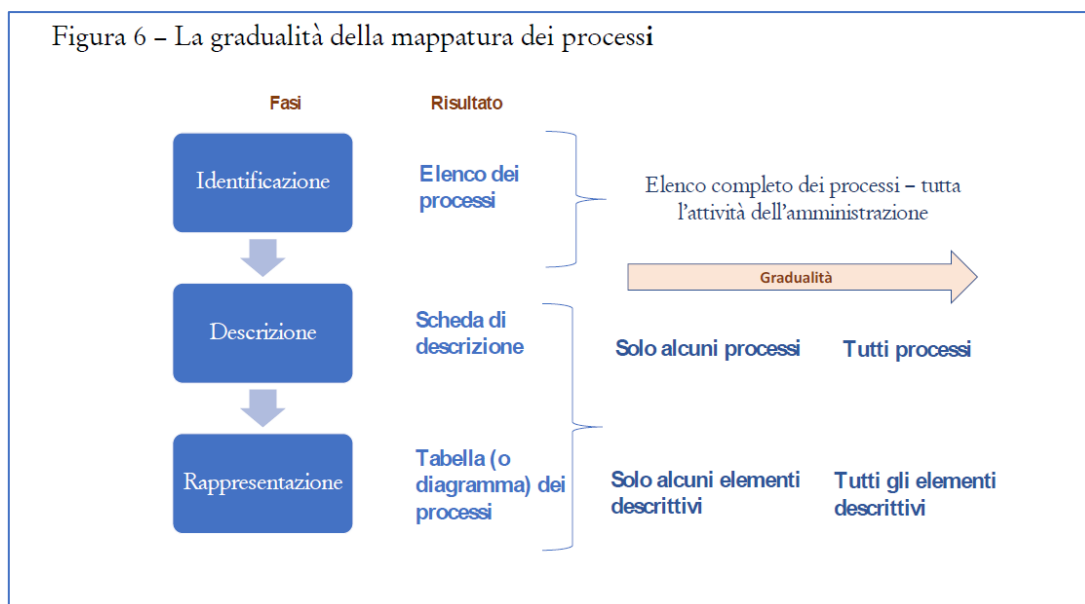 Figura 6 – La gradualità della mappatura dei processi
Fasi
Risultato
Identificazione
Elenco dei
processi
Elenco completo dei processi – tutta
l'attività dell'amministrazione
Gradualità
Descrizione
Scheda di
descrizione
Solo alcuni processi
Tutti processi
Rappresentazione
Tabella (o
diagramma) dei
processi
Solo alcuni elementi
descrittivi
Tutti gli elementi
descrittivi